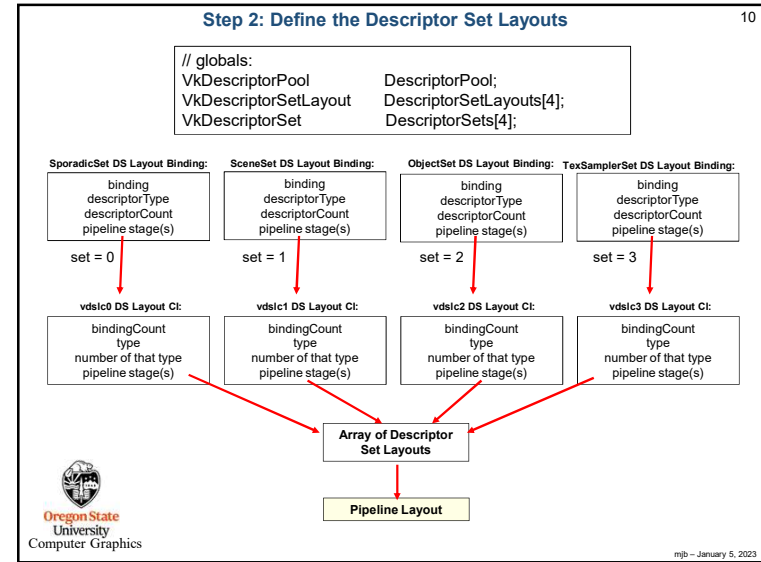 Step 2: Define the Descriptor Set Layouts
10
// globals:
VkDescriptorPool DescriptorPool;
VkDescriptorSetLayout DescriptorSetLayouts[4];
VkDescriptorSet DescriptorSets[4];
SporadicSet DS Layout Binding:
binding
descriptorType
descriptorCount
pipeline stage(s)
set = 0
vdslc0 DS Layout CI:
bindingCount
type
number of that type
pipeline stage(s)
SceneSet DS Layout Binding:
binding
descriptorType
descriptorCount
pipeline stage(s)
set = 1
vdslc1 DS Layout CI:
bindingCount
type
number of that type
pipeline stage(s)
ObjectSet DS Layout Binding:
binding
descriptorType
descriptorCount
pipeline stage(s)
set = 2
vdslc2 DS Layout CI:
bindingCount
type
number of that type
pipeline stage(s)
TexSamplerSet DS Layout Binding:
binding
descriptorType
descriptorCount
pipeline stage(s)
set = 3
vdslc3 DS Layout CI:
bindingCount
type
number of that type
pipeline stage(s)
Array of Descriptor
Set Layouts
Pipeline Layout
Oregon State
University
Computer Graphics
mjb – January 5, 2023